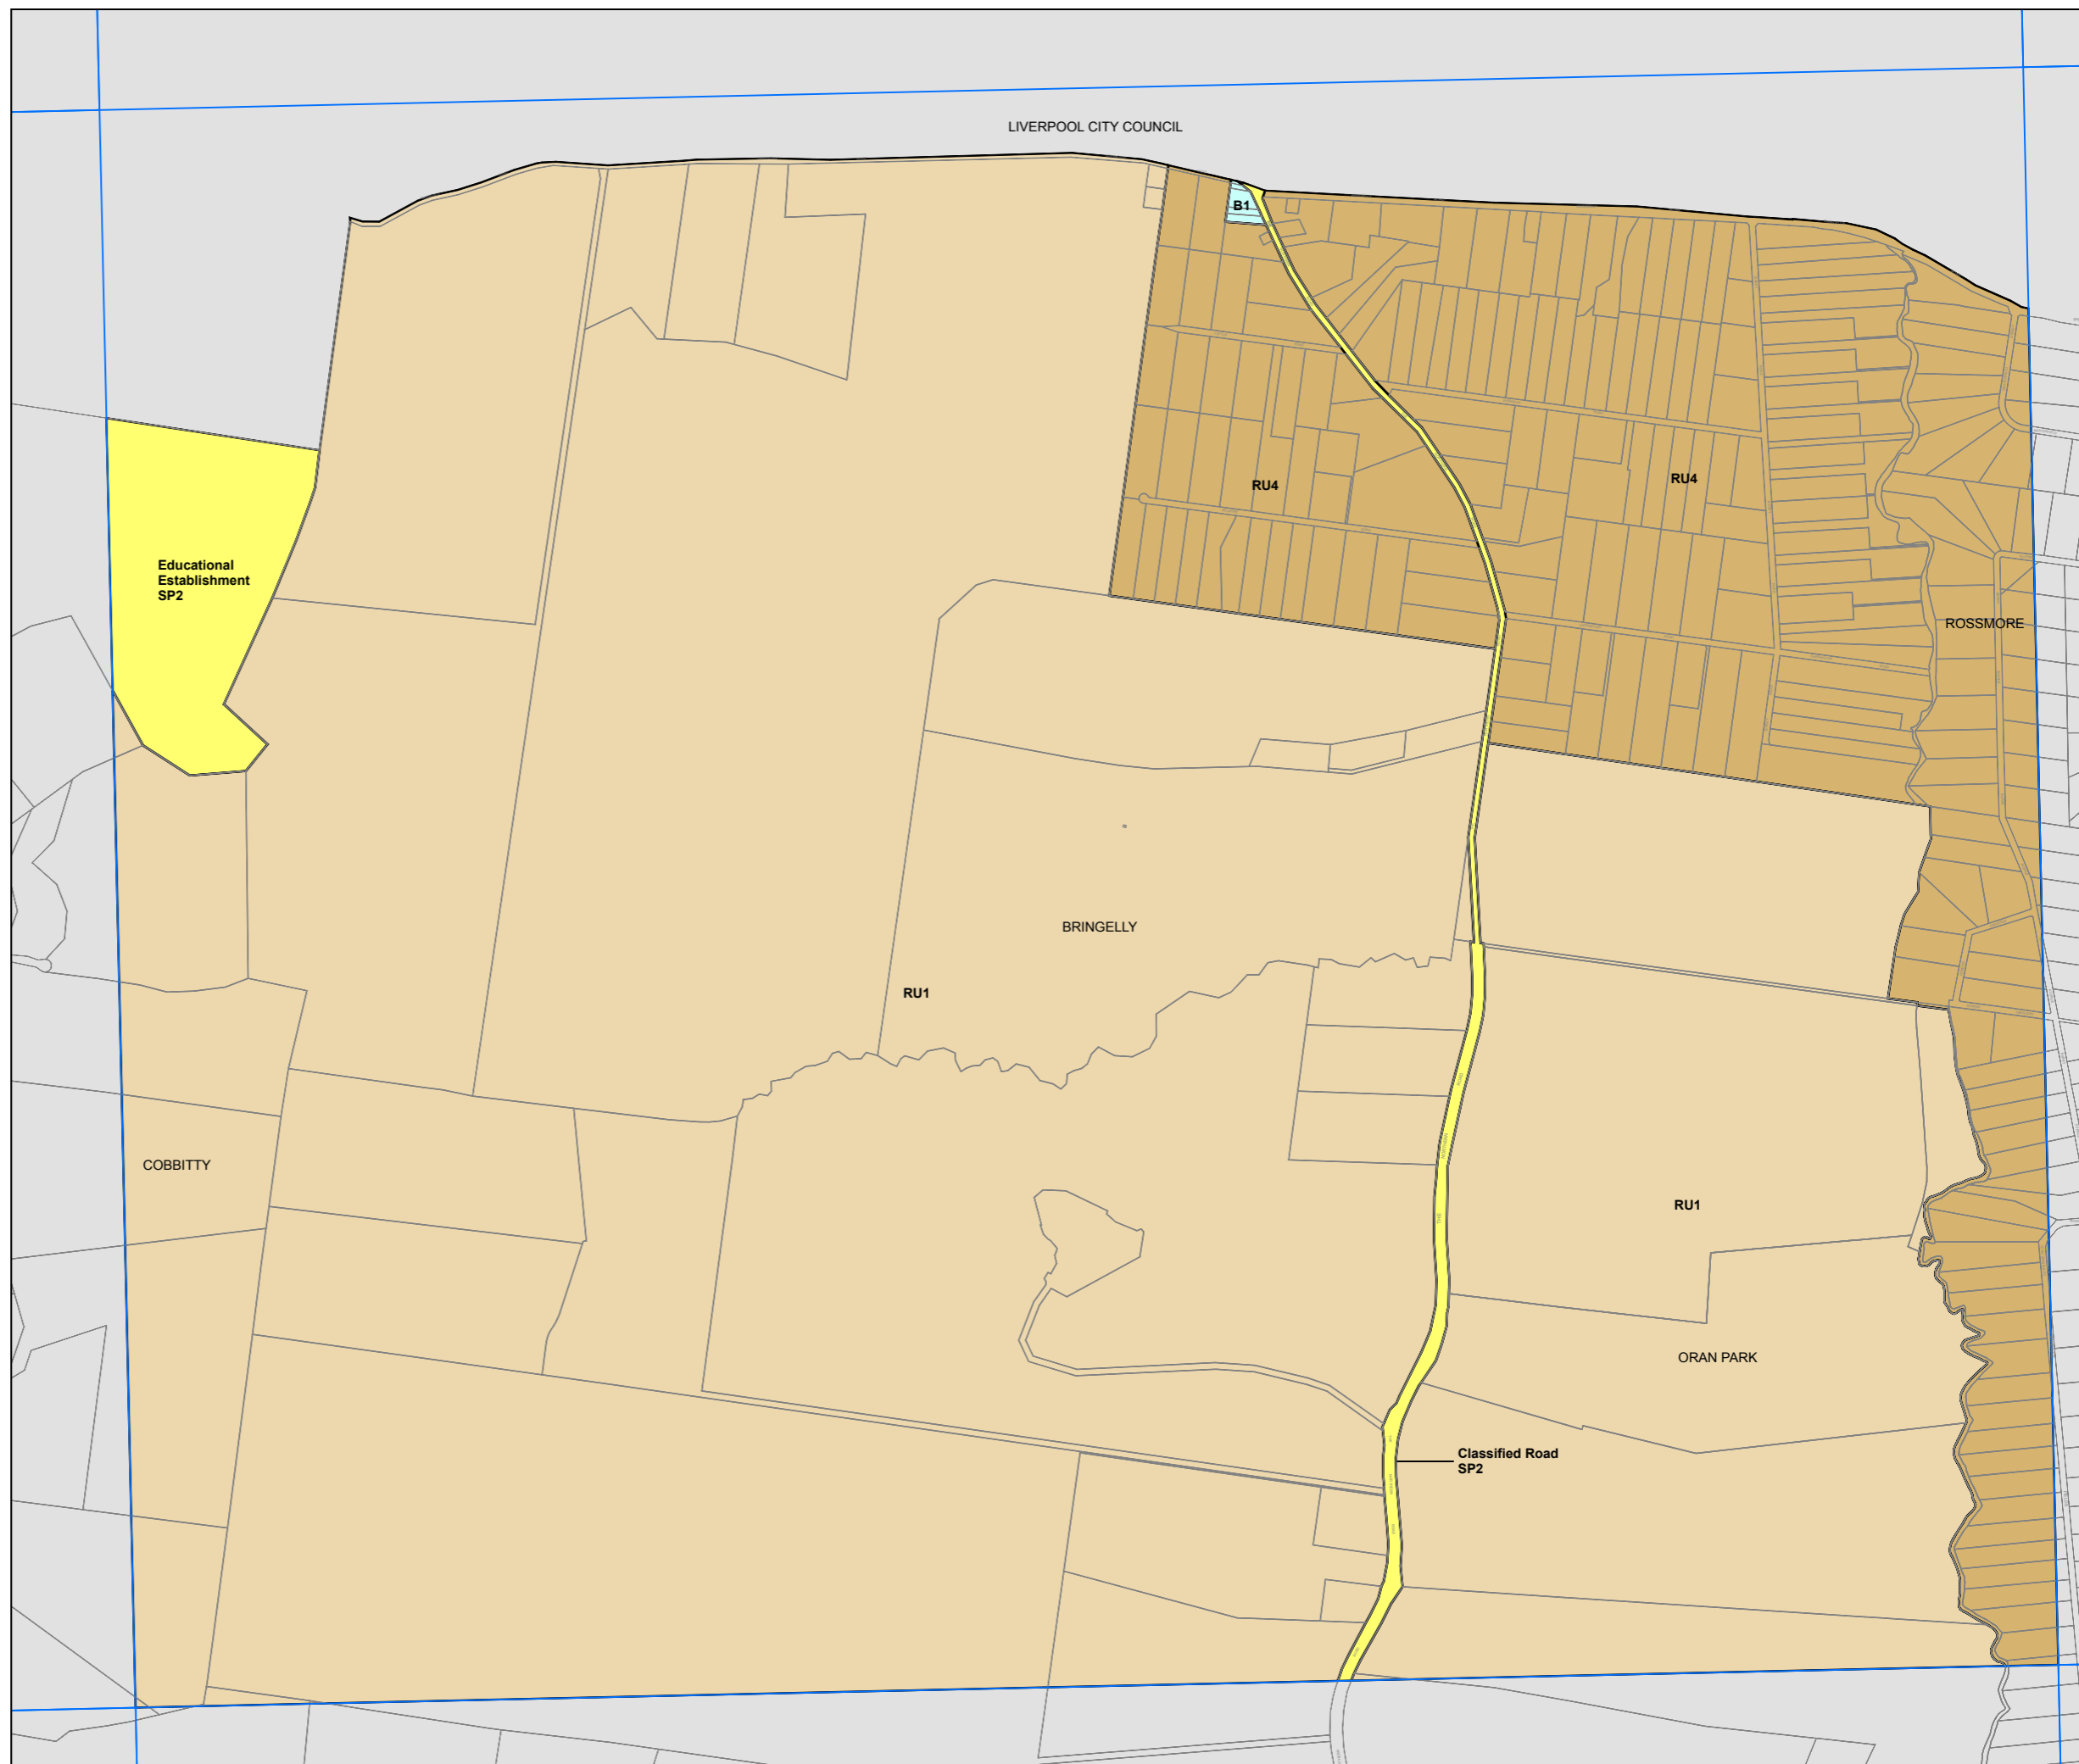 LIVERPOOL CITY COUNCIL
B1
RU4
RU4
Educational
Establishment
SP2
ROSSMORE
BRINGELLY
RU1
COBBITTY
RU1
ORAN PARK
Classified Road
SP2
THE